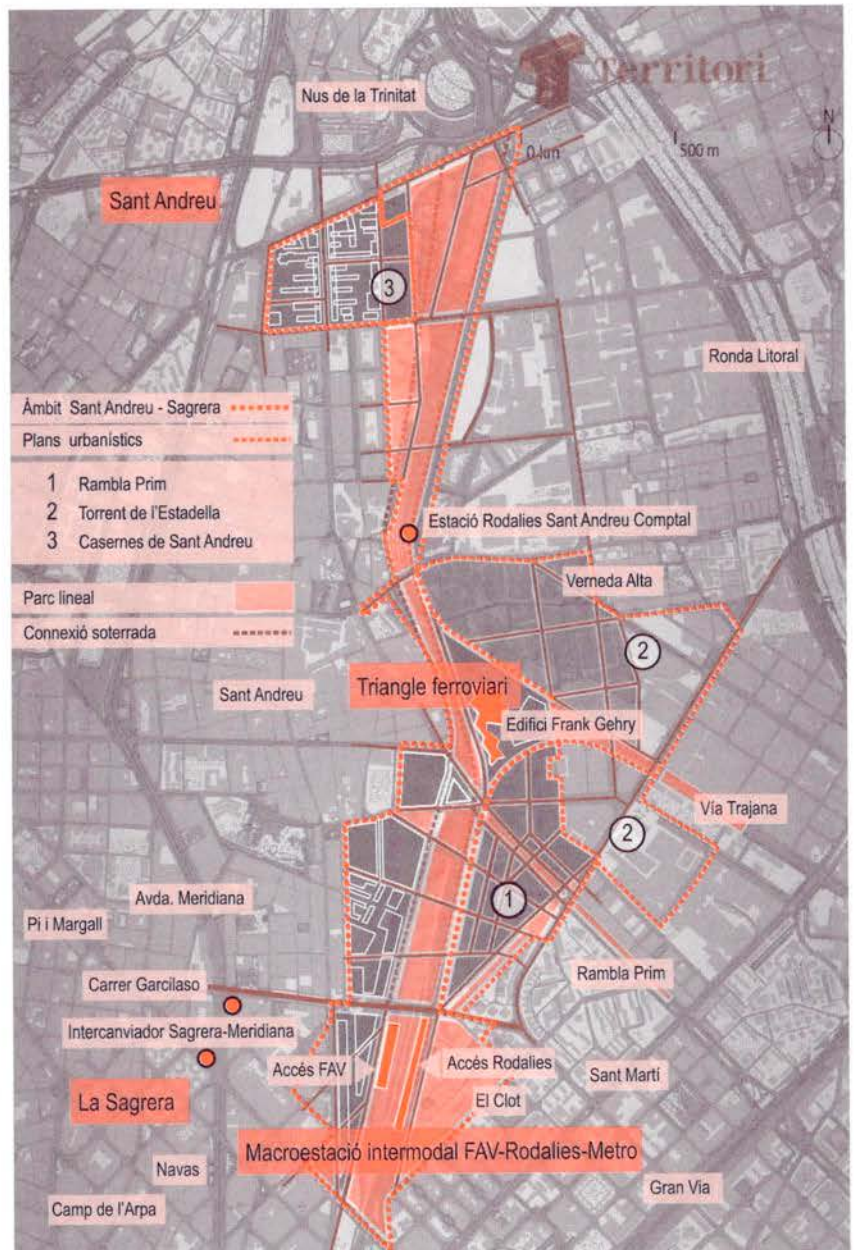 Territori
Nus de la Trinitat
N
500 m
Sant Andreu
3
Ronda Litoral
Àmbit Sant Andreu - Sagrera
Plans urbanístics
1 Rambla Prim
2 Torrent de l'Estadella
3 Casernes de Sant Andreu
Parc lineal
Connexió soterrada
Estació Rodalies Sant Andreu Comptal
Verneda Alta
2
Sant Andreu
Triangle ferroviari
Edifici Frank Gehry
Vía Trajana
2
1
Avda. Meridiana
Pi i Margall
Rambla Prim
Carrer Garcilaso
Intercanviador Sagrera-Meridiana
Accés FAV
Accés Rodalies
Sant Martí
La Sagrera
El Clot
Macroestació intermodal FAV-Rodalies-Metro
Navas
Gran Via
Camp de l'Arpa